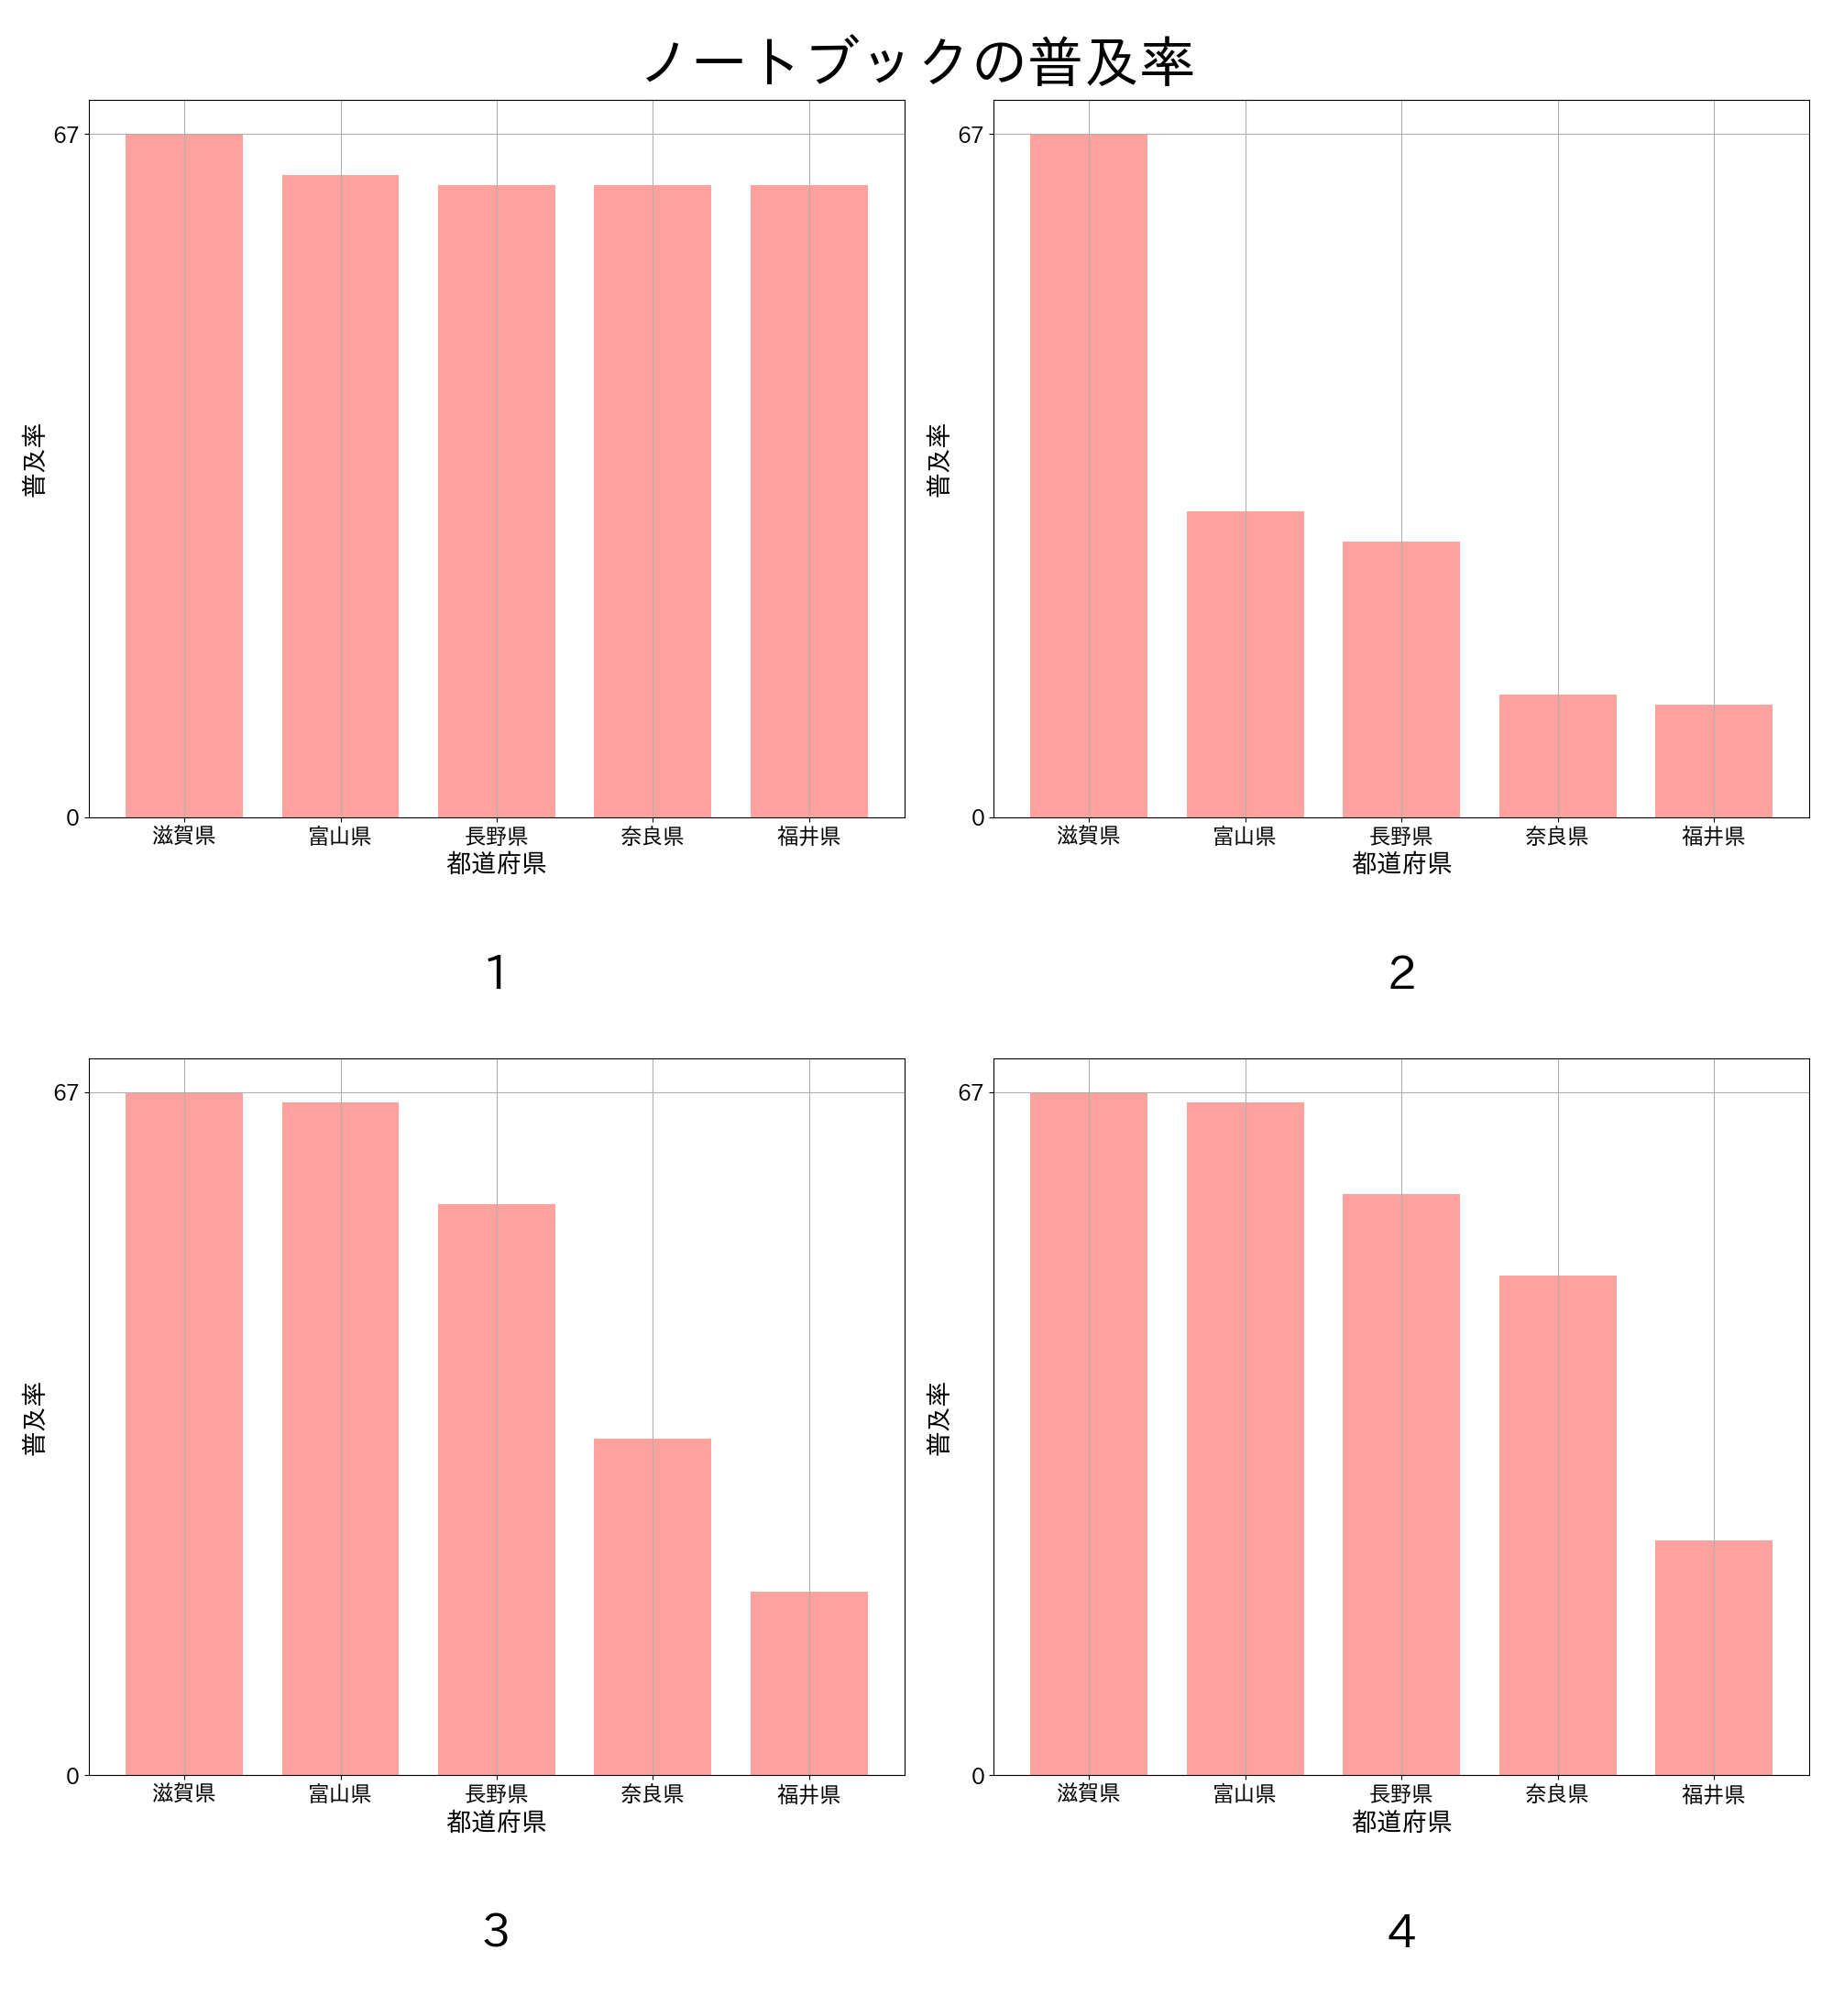 ノートブックの普及率
67
0
普及率
滋賀県 富山県 長野県 奈良県 福井県
都道府県
1
67
0
普及率
滋賀県 富山県 長野県 奈良県 福井県
都道府県
2
67
0
普及率
滋賀県 富山県 長野県 奈良県 福井県
都道府県
3
67
0
普及率
滋賀県 富山県 長野県 奈良県 福井県
都道府県
4